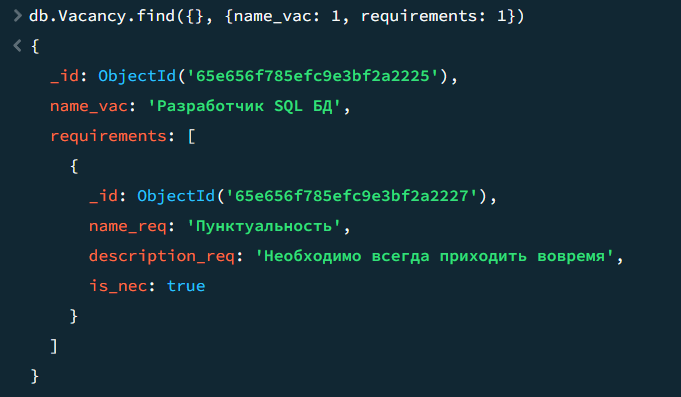 > db.Vacancy.find({}, {name_vac: 1, requirements: 1})
< {
_id: ObjectId('65e656f785efc9e3bf2a2225'),
name_vac: 'Разработчик SQL БД',
requirements: [
{
_id: ObjectId('65e656f785efc9e3bf2a2227'),
name_req: 'Пунктуальность',
description_req: 'Необходимо всегда приходить вовремя',
is_nec: true
}
]
}